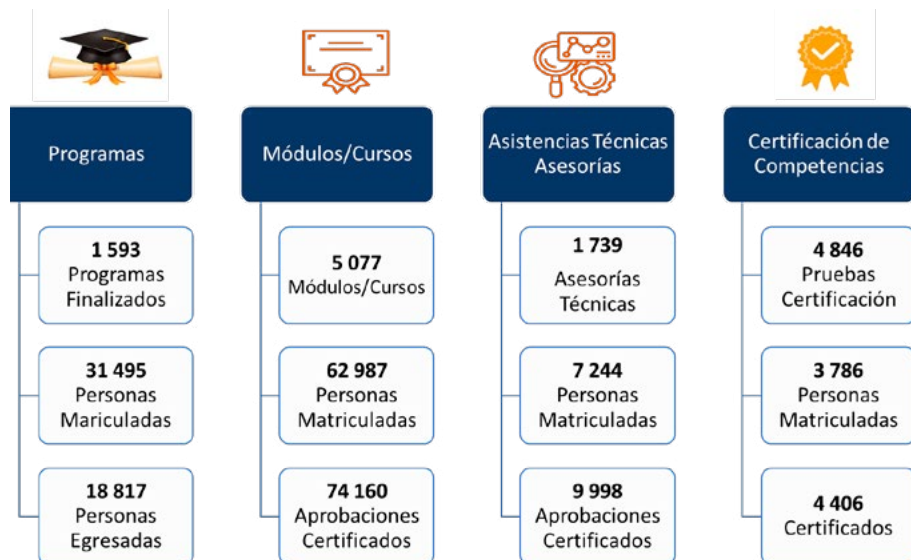 Programas
1 593
Programas
Finalizados
31 495
Personas
Mariculadas
18 817
Personas
Egresadas
Módulos/Cursos
5 077
Módulos/Cursos
62 987
Personas
Matriculadas
74 160
Aprobaciones
Certificados
Asistencias Técnicas
Asesorías
1 739
Asesorías
Técnicas
7 244
Personas
Matriculadas
9 998
Aprobaciones
Certificados
Certificación de
Competencias
4 846
Pruebas
Certificación
3 786
Personas
Matriculadas
4 406
Certificados